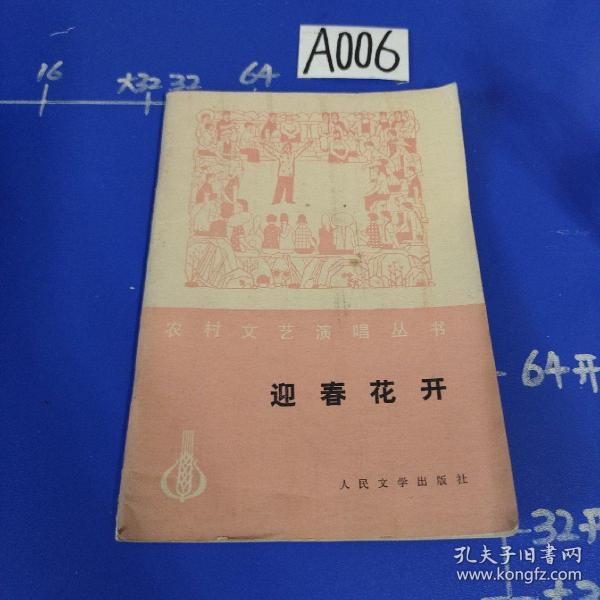 A006
16
大32
32
64
农村文艺演唱丛书
迎春花开
人民文学出版社
64开
32开
孔夫子旧书网
www.kongfz.com